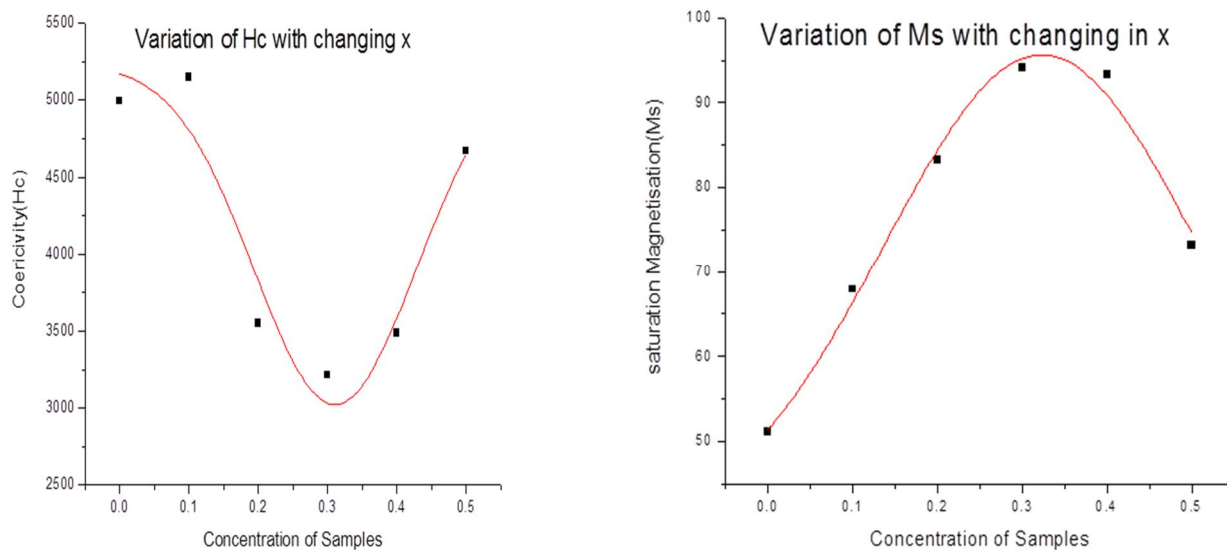 Variation of Hc with changing x
5500
5000
4500
4000
3500
3000
2500
Coericivity(Hc)
0.0 0.1 0.2 0.3 0.4 0.5
Concentration of Samples
Variation of Ms with changing in x
100
90
80
70
60
50
saturation Magnetisation(Ms)
0.0 0.1 0.2 0.3 0.4 0.5
Concentration of Samples